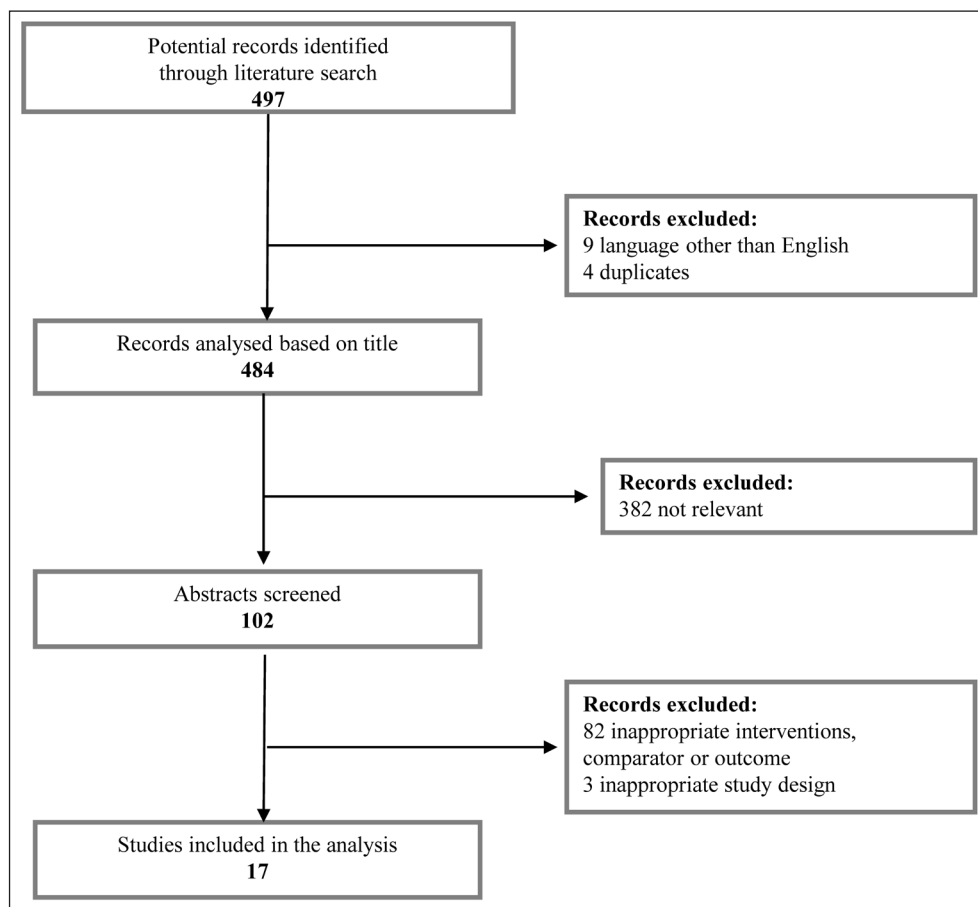 Potential records identified
through literature search
497
Records excluded:
9 language other than English
4 duplicates
Records analysed based on title
484
Records excluded:
382 not relevant
Abstracts screened
102
Records excluded:
82 inappropriate interventions,
comparator or outcome
3 inappropriate study design
Studies included in the analysis
17